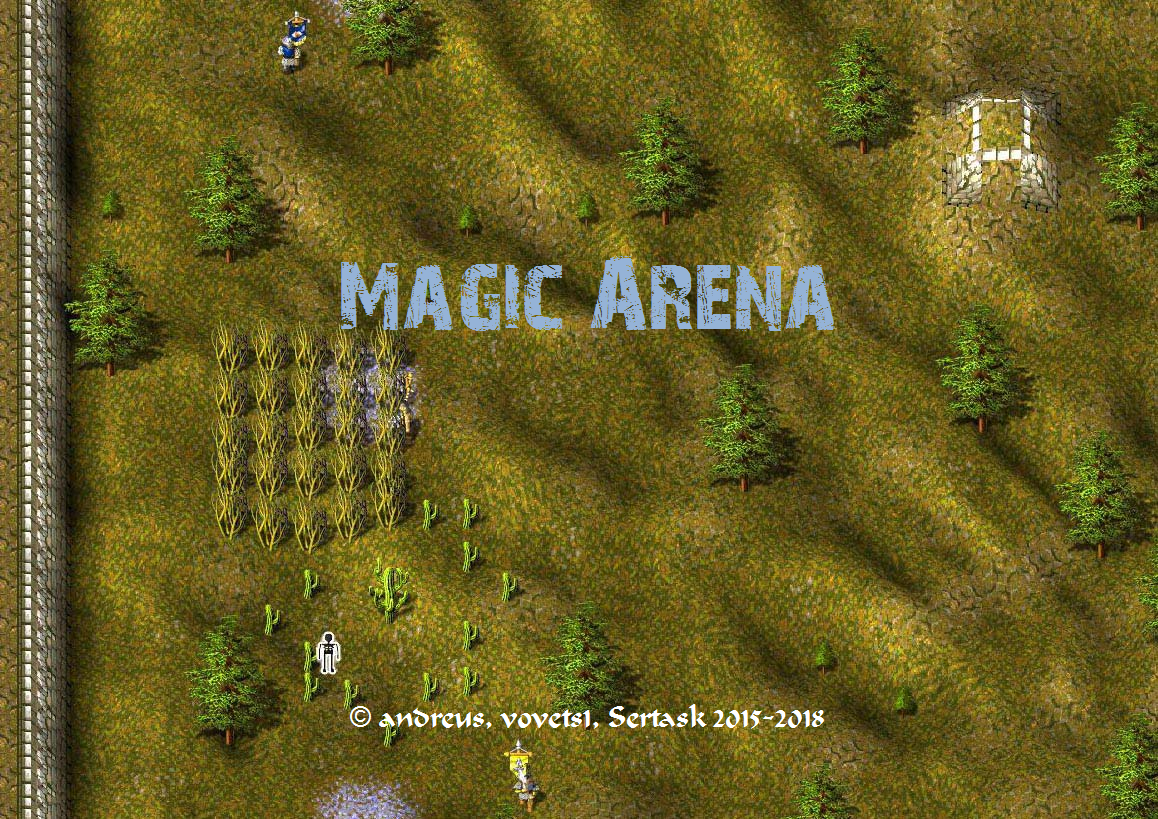 Magic Arena
© andreus, vovets1, Sertask 2015-2018